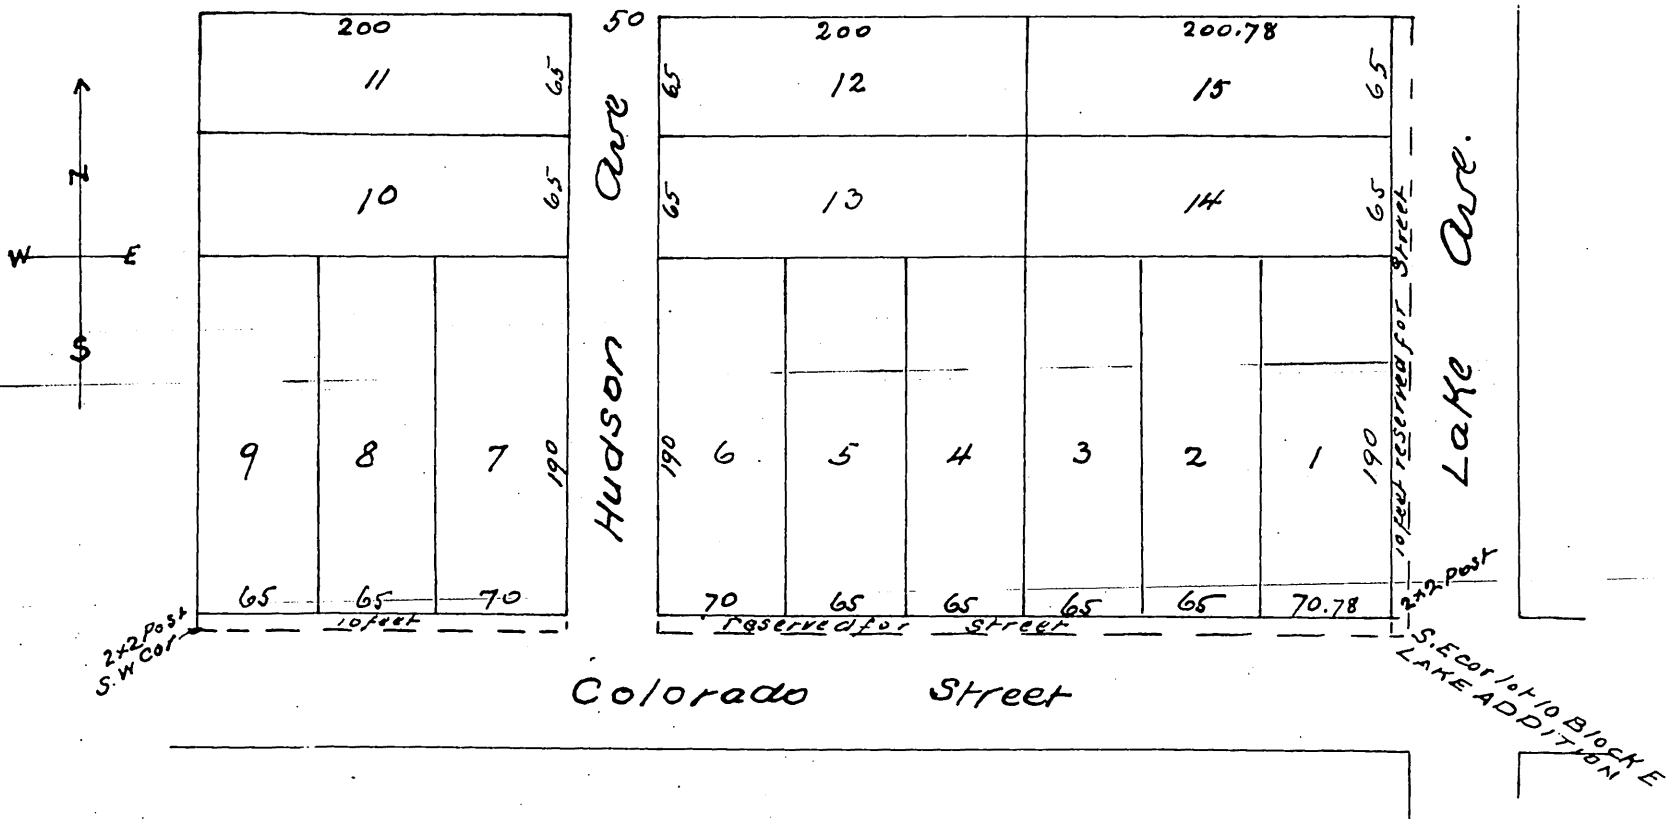 200 50 200 200.78
11 65 65 12 15 65
N
10 65 65 13 14 65
W E
S
Hudson Ave
Lake Ave.
10 feet reserved for Street
9 8 7 190 190 6 5 4 3 2 1 190
65 65 70 70 65 65 65 65 70.78
2x2 Post
S.W Cor
10 feet reserved for Street
2x2 Post
S.E cor lot 10 Block E
LAKE ADDITION
Colorado Street